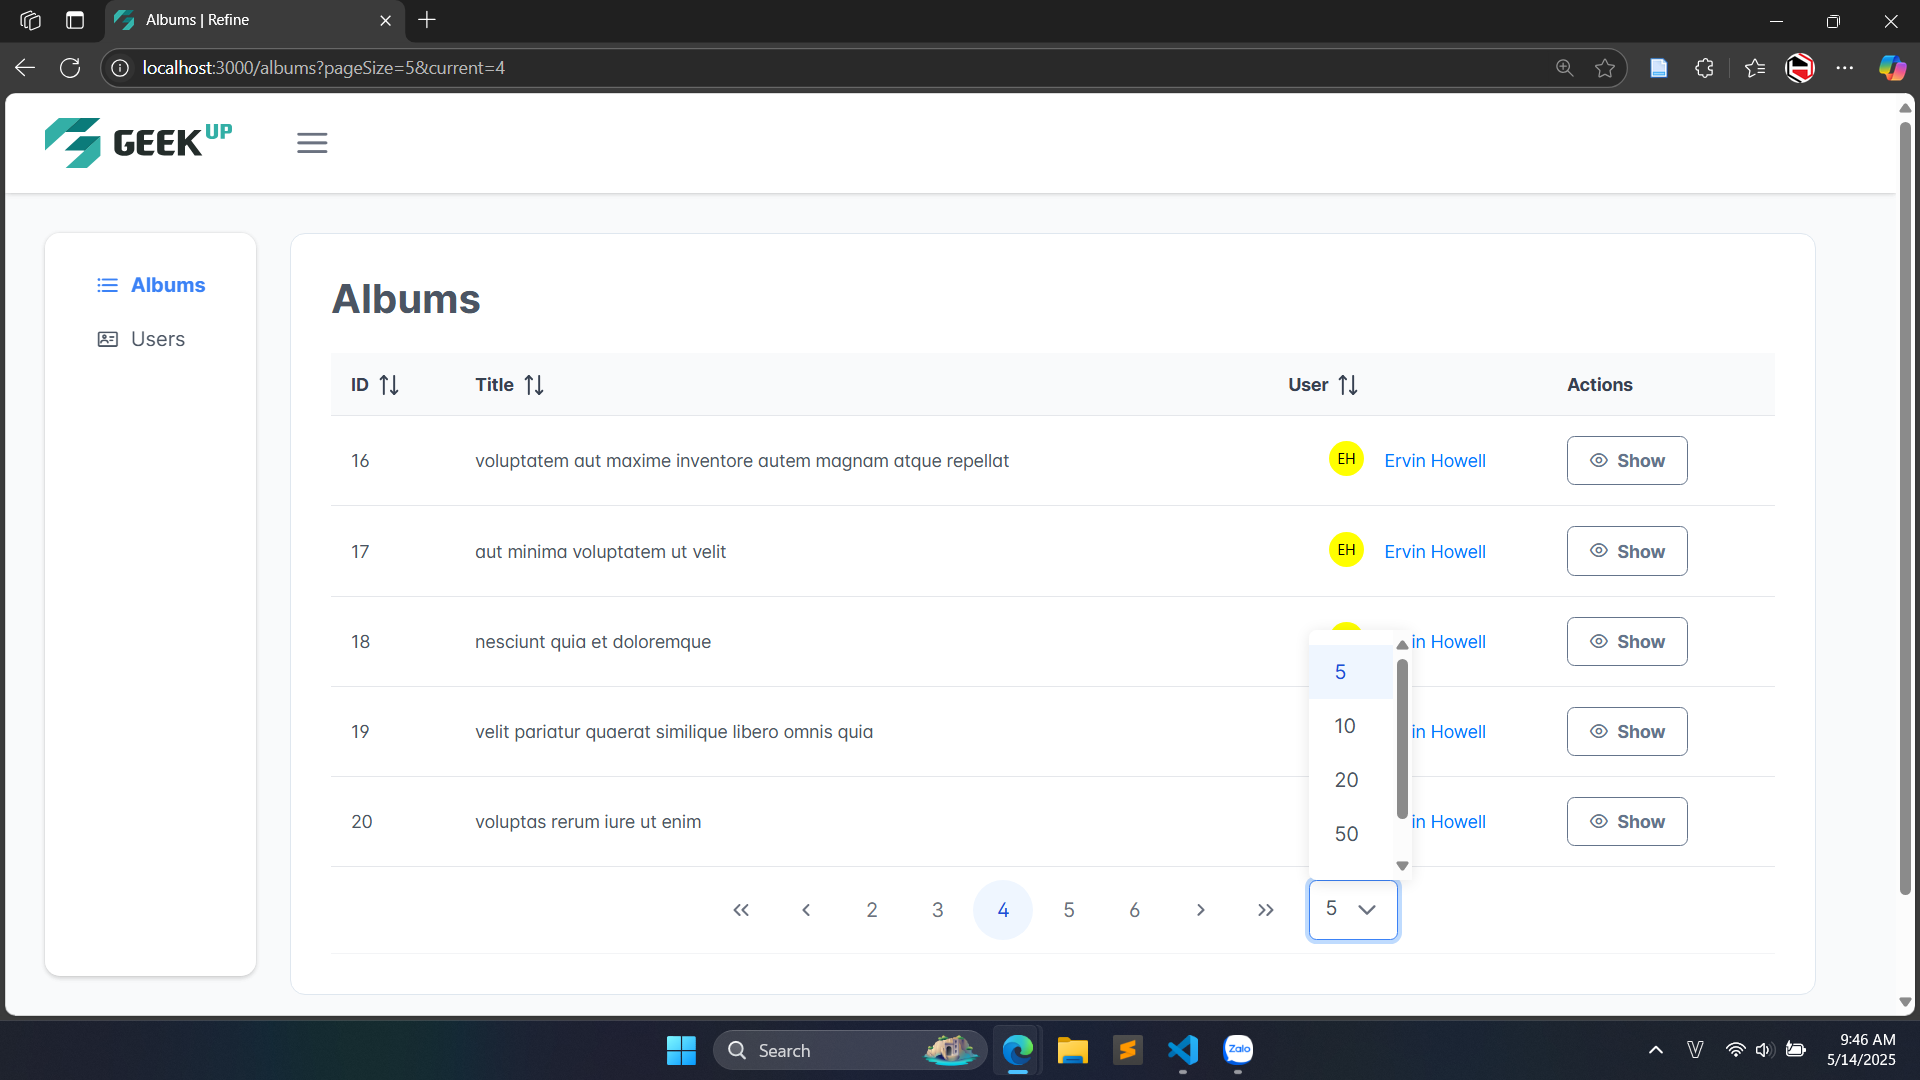 Albums | Refine
localhost:3000/albums?pageSize=5&current=4
GEEK UP
Albums
Users
Albums
ID Title User Actions
16 voluptatem aut maxime inventore autem magnam atque repellat EH Ervin Howell Show
17 aut minima voluptatem ut velit EH Ervin Howell Show
18 nesciunt quia et doloremque in Howell Show
5
19 velit pariatur quaerat similique libero omnis quia in Howell Show
10
20
20 voluptas rerum iure ut enim in Howell Show
50
2 3 4 5 6 5
Search
Zalo
9:46 AM
5/14/2025